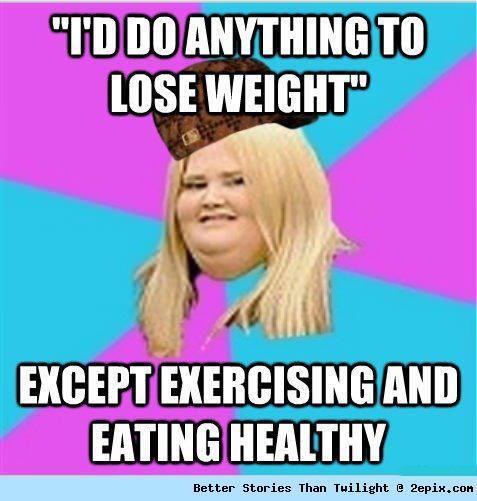 "I'D DO ANYTHING TO
LOSE WEIGHT"
EXCEPT EXERCISING AND
EATING HEALTHY
Better Stories Than Twilight @ 2epix.com